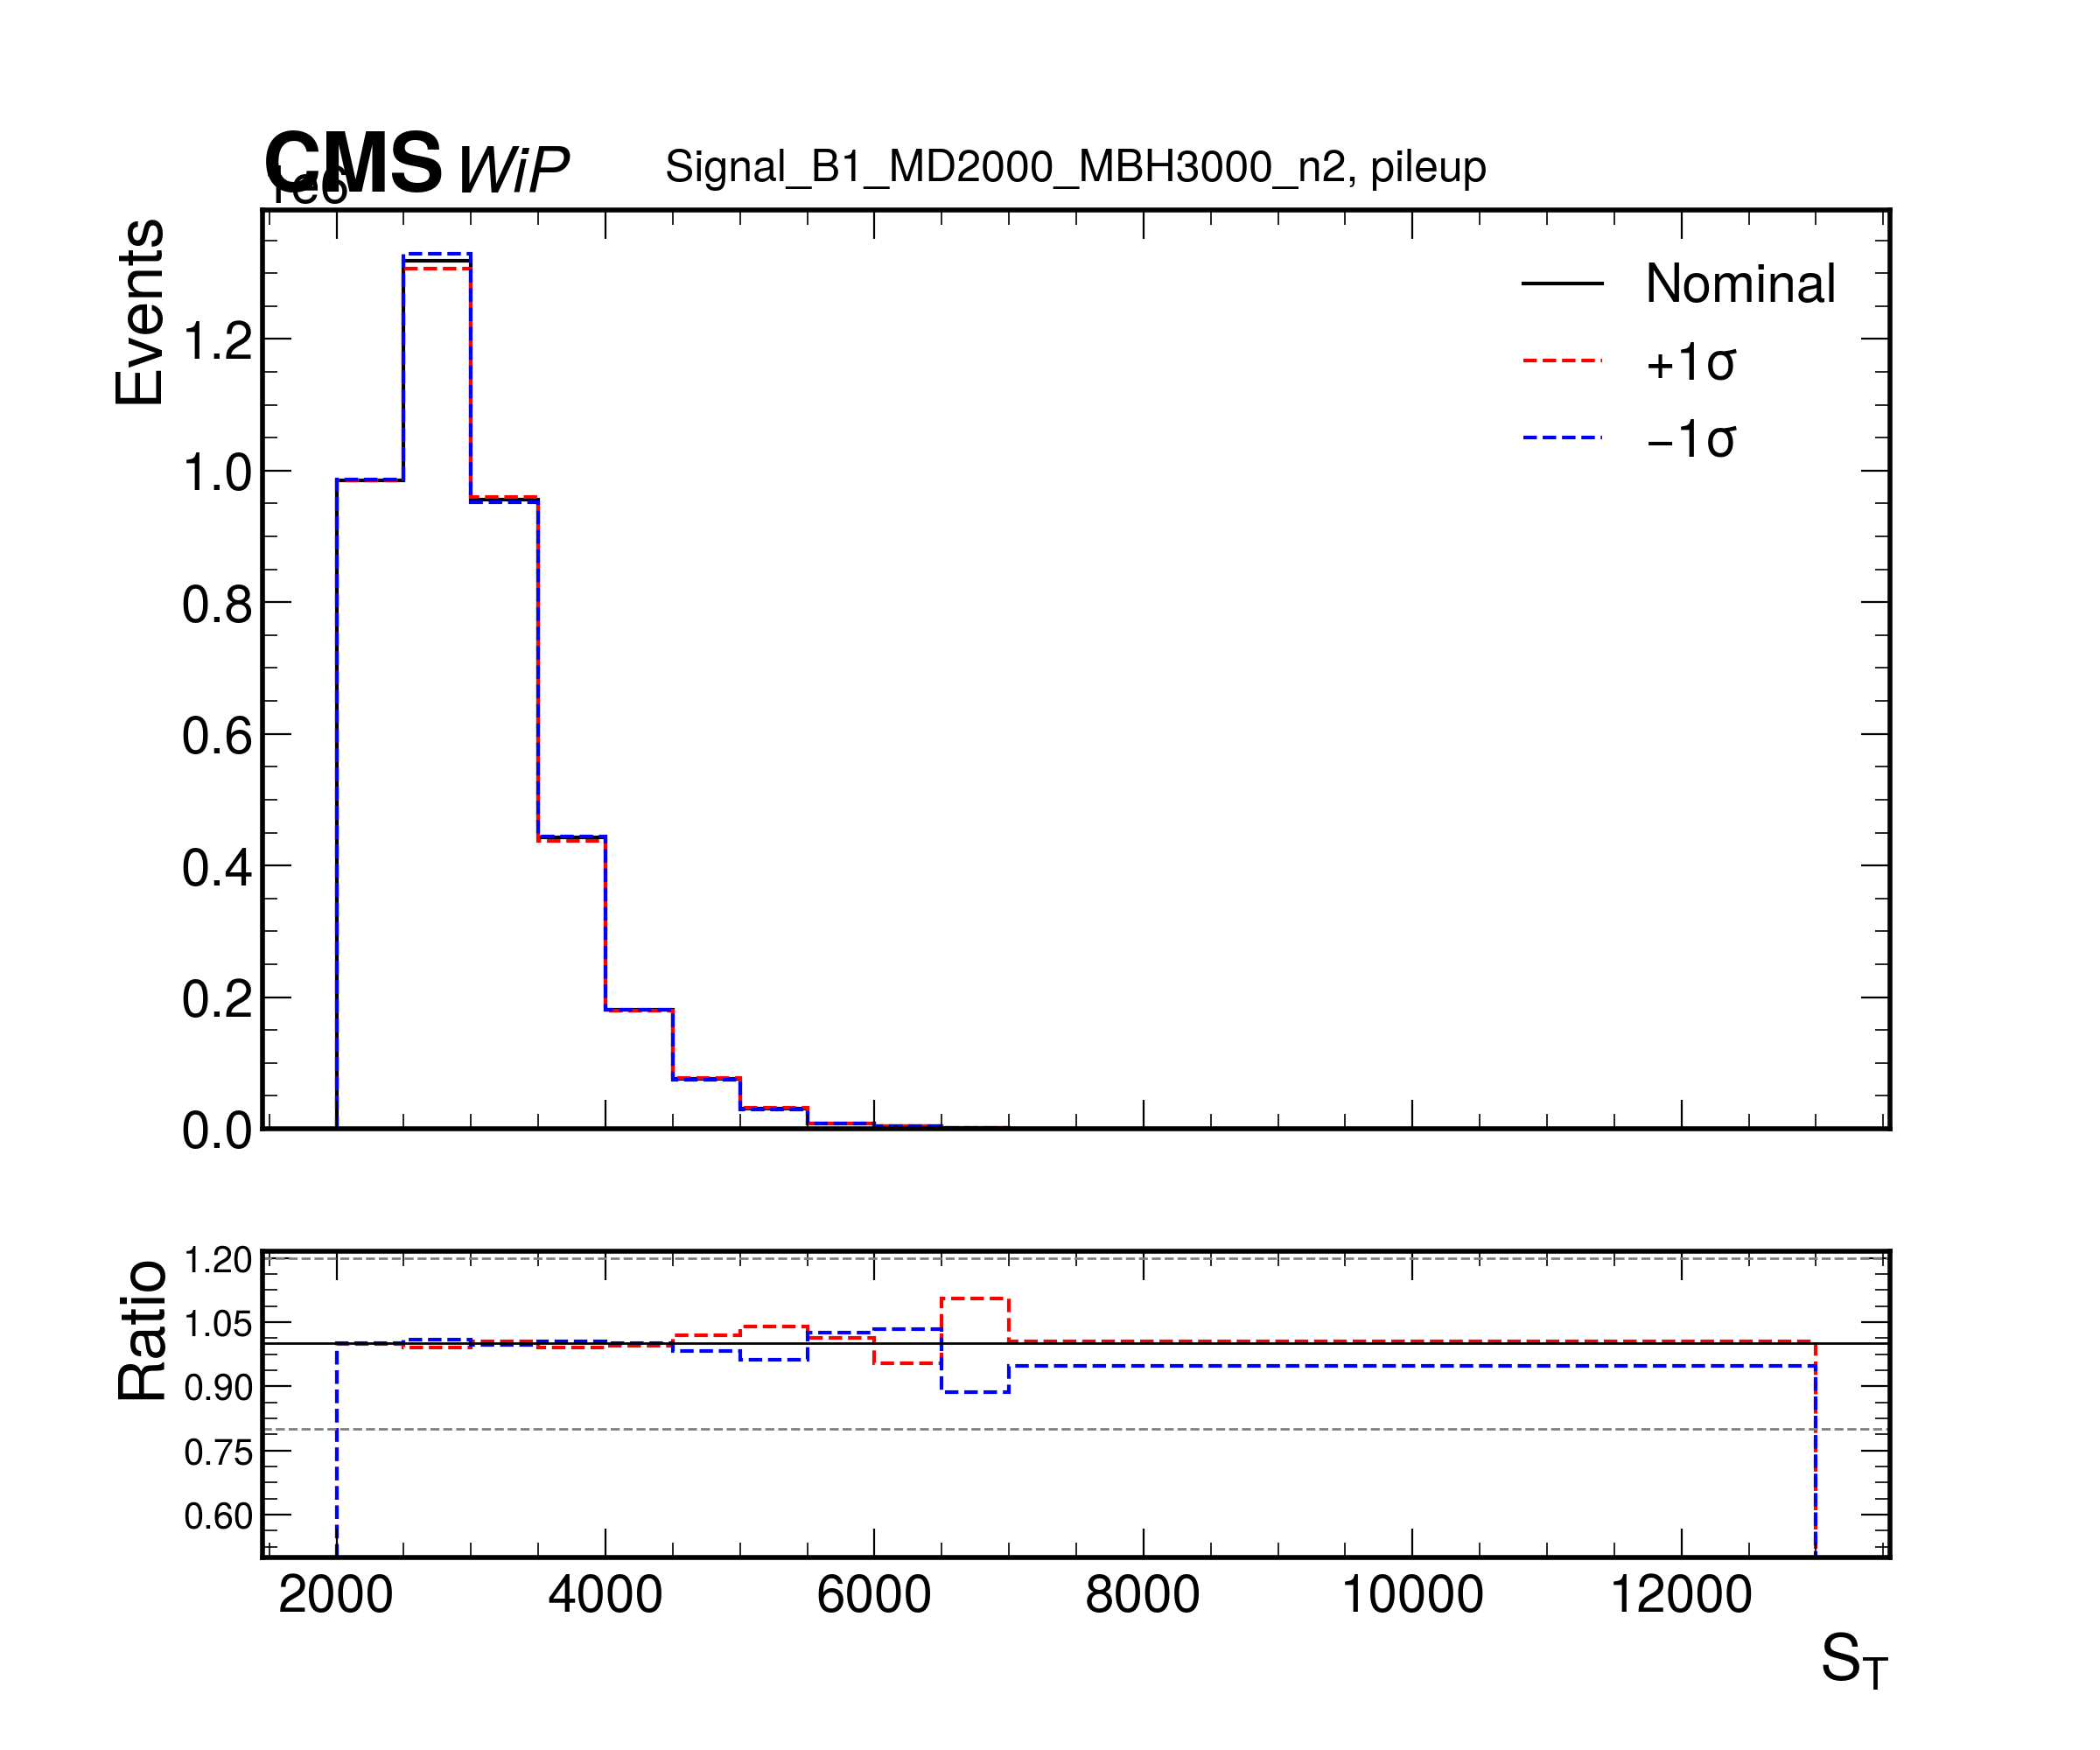 CMS WiP Signal_B1_MD2000_MBH3000_n2, pileup
1e6
Events
Nominal
+1σ
−1σ
1.2
1.0
0.8
0.6
0.4
0.2
0.0
Ratio
1.20
1.05
0.90
0.75
0.60
2000 4000 6000 8000 10000 12000
S_T